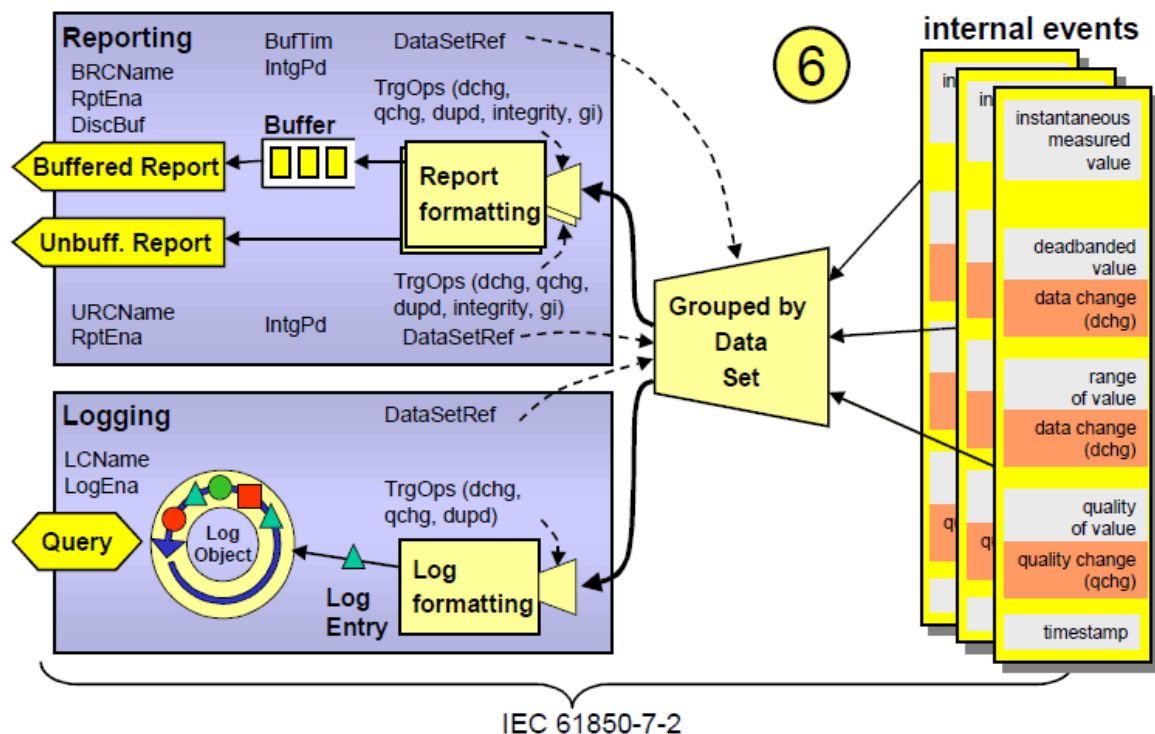 Reporting
BRCName
RptEna
DiscBuf
BufTim
IntgPd
DataSetRef
TrgOps (dchg,
qchg, dupd, integrity, gi)
Buffer
Buffered Report
Unbuff. Report
Report
formatting
TrgOps (dchg, qchg,
dupd, integrity, gi)
URCName
RptEna
IntgPd
DataSetRef
Logging
DataSetRef
LCName
LogEna
TrgOps (dchg,
qchg, dupd)
Query
Log
Object
Log
Entry
Log
formatting
Grouped by
Data
Set
6
internal events
in
in
instantaneous
measured
value
deadbanded
value
data change
(dchg)
range
of value
data change
(dchg)
quality
of value
quality change
(qchg)
timestamp
IEC 61850-7-2